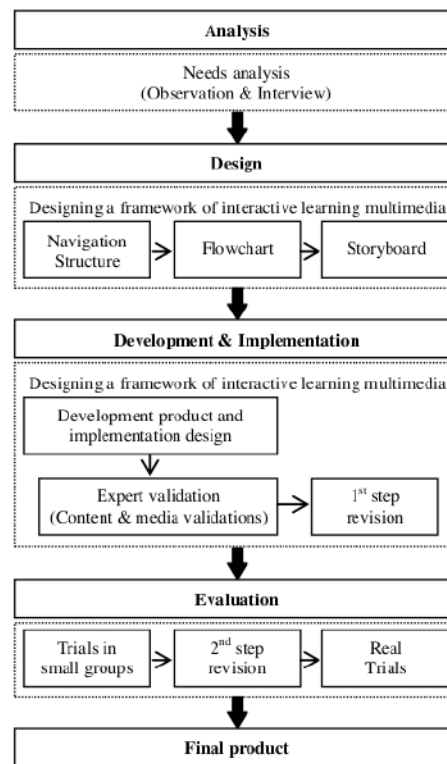 Analysis
Needs analysis
(Observation & Interview)
Design
Designing a framework of interactive learning multimedia
Navigation
Structure
Flowchart
Storyboard
Development & Implementation
Designing a framework of interactive learning multimedia
Development product and
implementation design
Expert validation
(Content & media validations)
1st step
revision
Evaluation
Trials in
small groups
2nd step
revision
Real
Trials
Final product